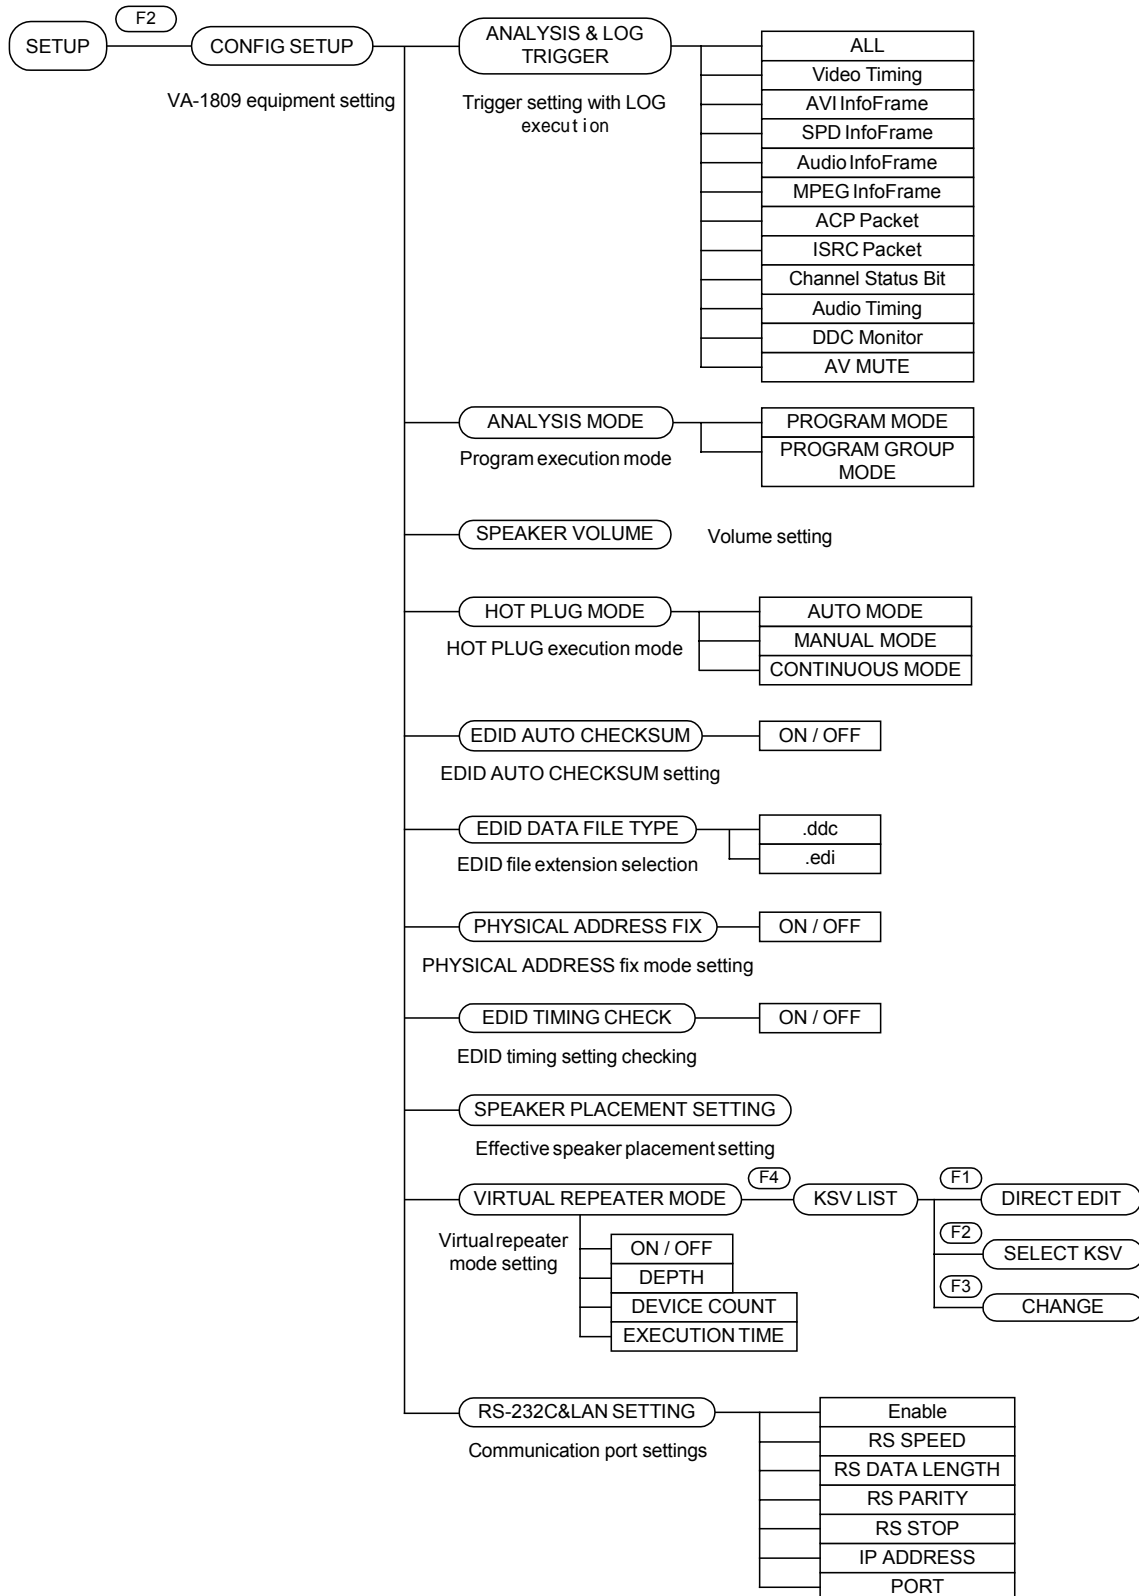 F2
SETUP
CONFIG SETUP
VA-1809 equipment setting
ANALYSIS & LOG
TRIGGER
Trigger setting with LOG
execution
ALL
Video Timing
AVI InfoFrame
SPD InfoFrame
Audio InfoFrame
MPEG InfoFrame
ACP Packet
ISRC Packet
Channel Status Bit
Audio Timing
DDC Monitor
AV MUTE
ANALYSIS MODE
Program execution mode
PROGRAM MODE
PROGRAM GROUP
MODE
SPEAKER VOLUME
Volume setting
HOT PLUG MODE
HOT PLUG execution mode
AUTO MODE
MANUAL MODE
CONTINUOUS MODE
EDID AUTO CHECKSUM
ON / OFF
EDID AUTO CHECKSUM setting
EDID DATA FILE TYPE
EDID file extension selection
.ddc
.edi
PHYSICAL ADDRESS FIX
ON / OFF
PHYSICAL ADDRESS fix mode setting
EDID TIMING CHECK
ON / OFF
EDID timing setting checking
SPEAKER PLACEMENT SETTING
Effective speaker placement setting
VIRTUAL REPEATER MODE
Virtual repeater
mode setting
ON / OFF
DEPTH
DEVICE COUNT
EXECUTION TIME
F4
KSV LIST
F1
DIRECT EDIT
F2
SELECT KSV
F3
CHANGE
RS-232C&LAN SETTING
Communication port settings
Enable
RS SPEED
RS DATA LENGTH
RS PARITY
RS STOP
IP ADDRESS
PORT